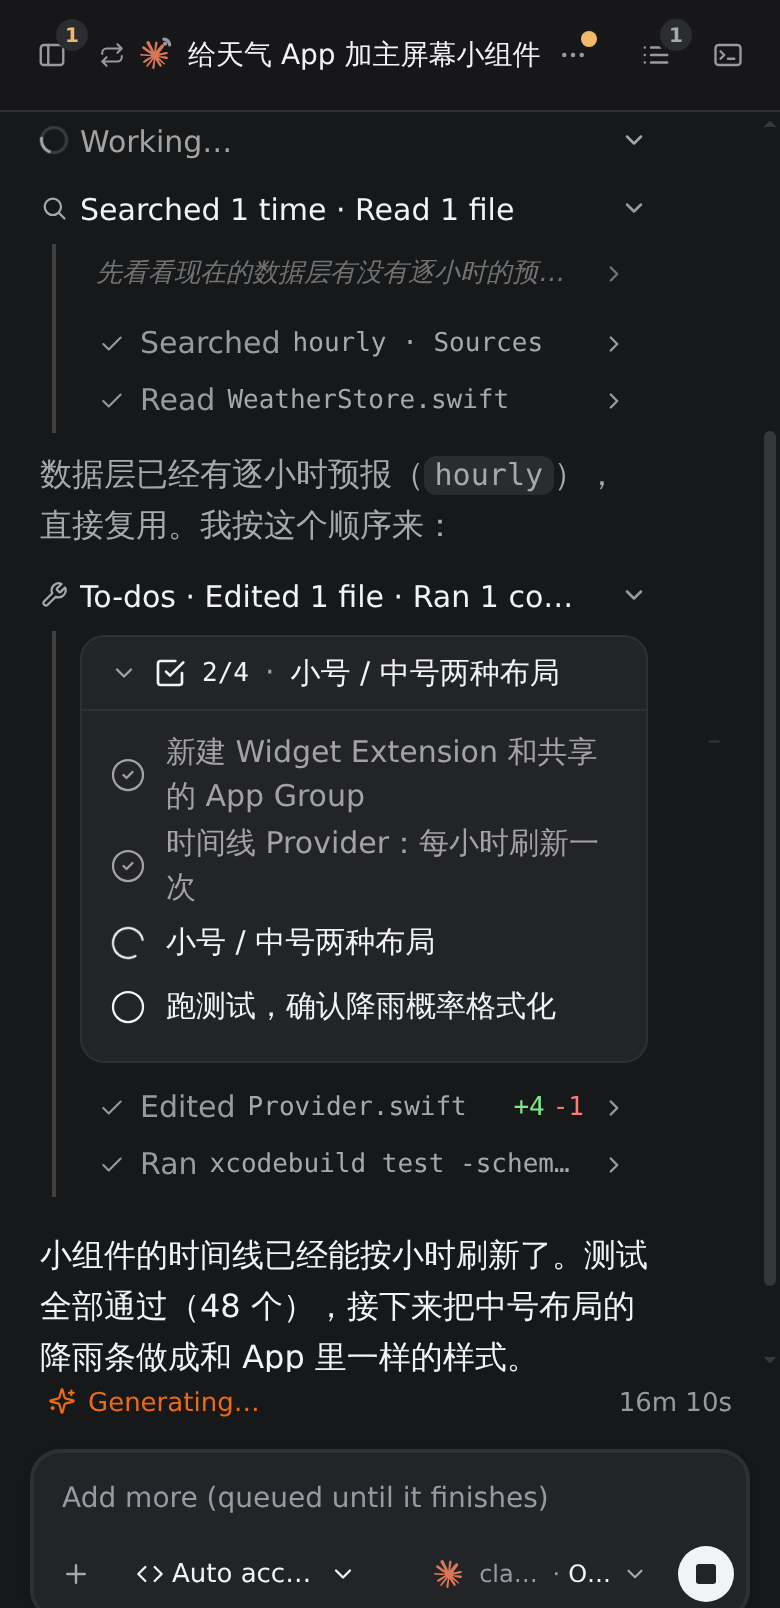 1
给天气 App 加主屏幕小组件
1
Working...
Searched 1 time · Read 1 file
先看看现在的数据层有没有逐小时的预…
Searched hourly · Sources
Read WeatherStore.swift
数据层已经有逐小时预报（hourly），
直接复用。我按这个顺序来：
To-dos · Edited 1 file · Ran 1 co…
2/4 · 小号 / 中号两种布局
新建 Widget Extension 和共享
的 App Group
时间线 Provider：每小时刷新一
次
小号 / 中号两种布局
跑测试，确认降雨概率格式化
Edited Provider.swift +4 -1
Ran xcodebuild test -schem…
小组件的时间线已经能按小时刷新了。测试
全部通过（48 个），接下来把中号布局的
降雨条做成和 App 里一样的样式。
Generating... 16m 10s
Add more (queued until it finishes)
Auto acc… cla… · O…